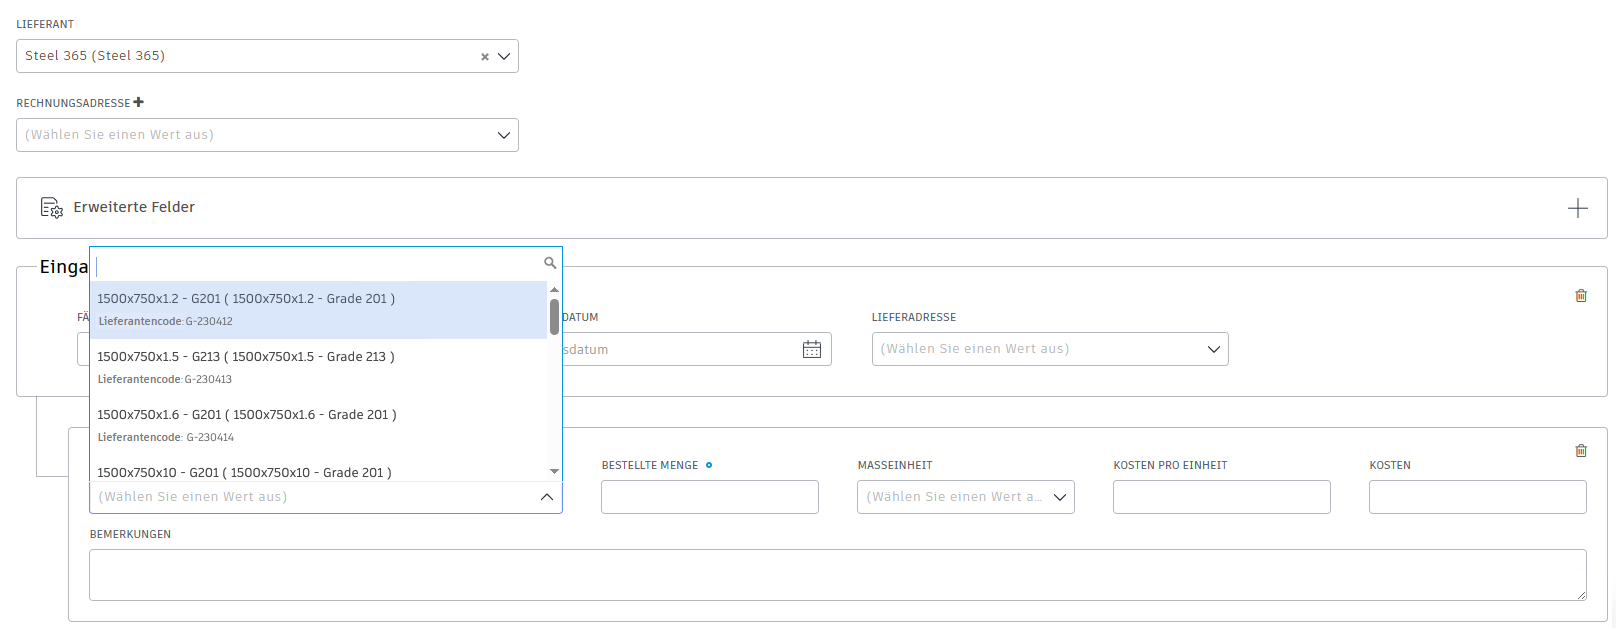 LIEFERANT
Steel 365 (Steel 365)
RECHNUNGSADRESSE
(Wählen Sie einen Wert aus)
Erweiterte Felder
Einga
FÄ
DATUM
LIEFERADRESSE
sdatum
(Wählen Sie einen Wert aus)
1500x750x1.2 - G201 ( 1500x750x1.2 - Grade 201 )
Lieferantencode: G-230412
1500x750x1.5 - G213 ( 1500x750x1.5 - Grade 213 )
Lieferantencode: G-230413
1500x750x1.6 - G201 ( 1500x750x1.6 - Grade 201 )
Lieferantencode: G-230414
1500x750x10 - G201 ( 1500x750x10 - Grade 201 )
(Wählen Sie einen Wert aus)
BESTELLTE MENGE
MASSEINHEIT
KOSTEN PRO EINHEIT
KOSTEN
(Wählen Sie einen Wert a...
BEMERKUNGEN